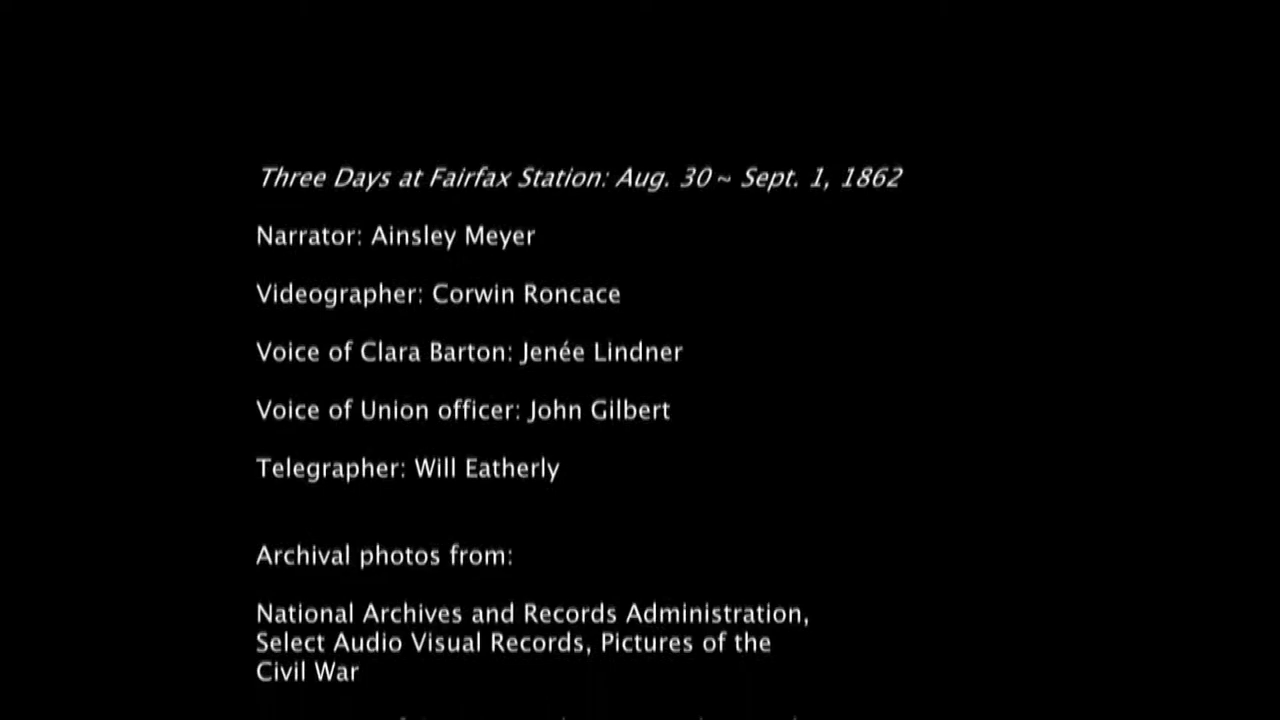 Three Days at Fairfax Station: Aug. 30 ~ Sept. 1, 1862
Narrator: Ainsley Meyer
Videographer: Corwin Roncace
Voice of Clara Barton: Jenée Lindner
Voice of Union officer: John Gilbert
Telegrapher: Will Eatherly
Archival photos from:
National Archives and Records Administration,
Select Audio Visual Records, Pictures of the
Civil War